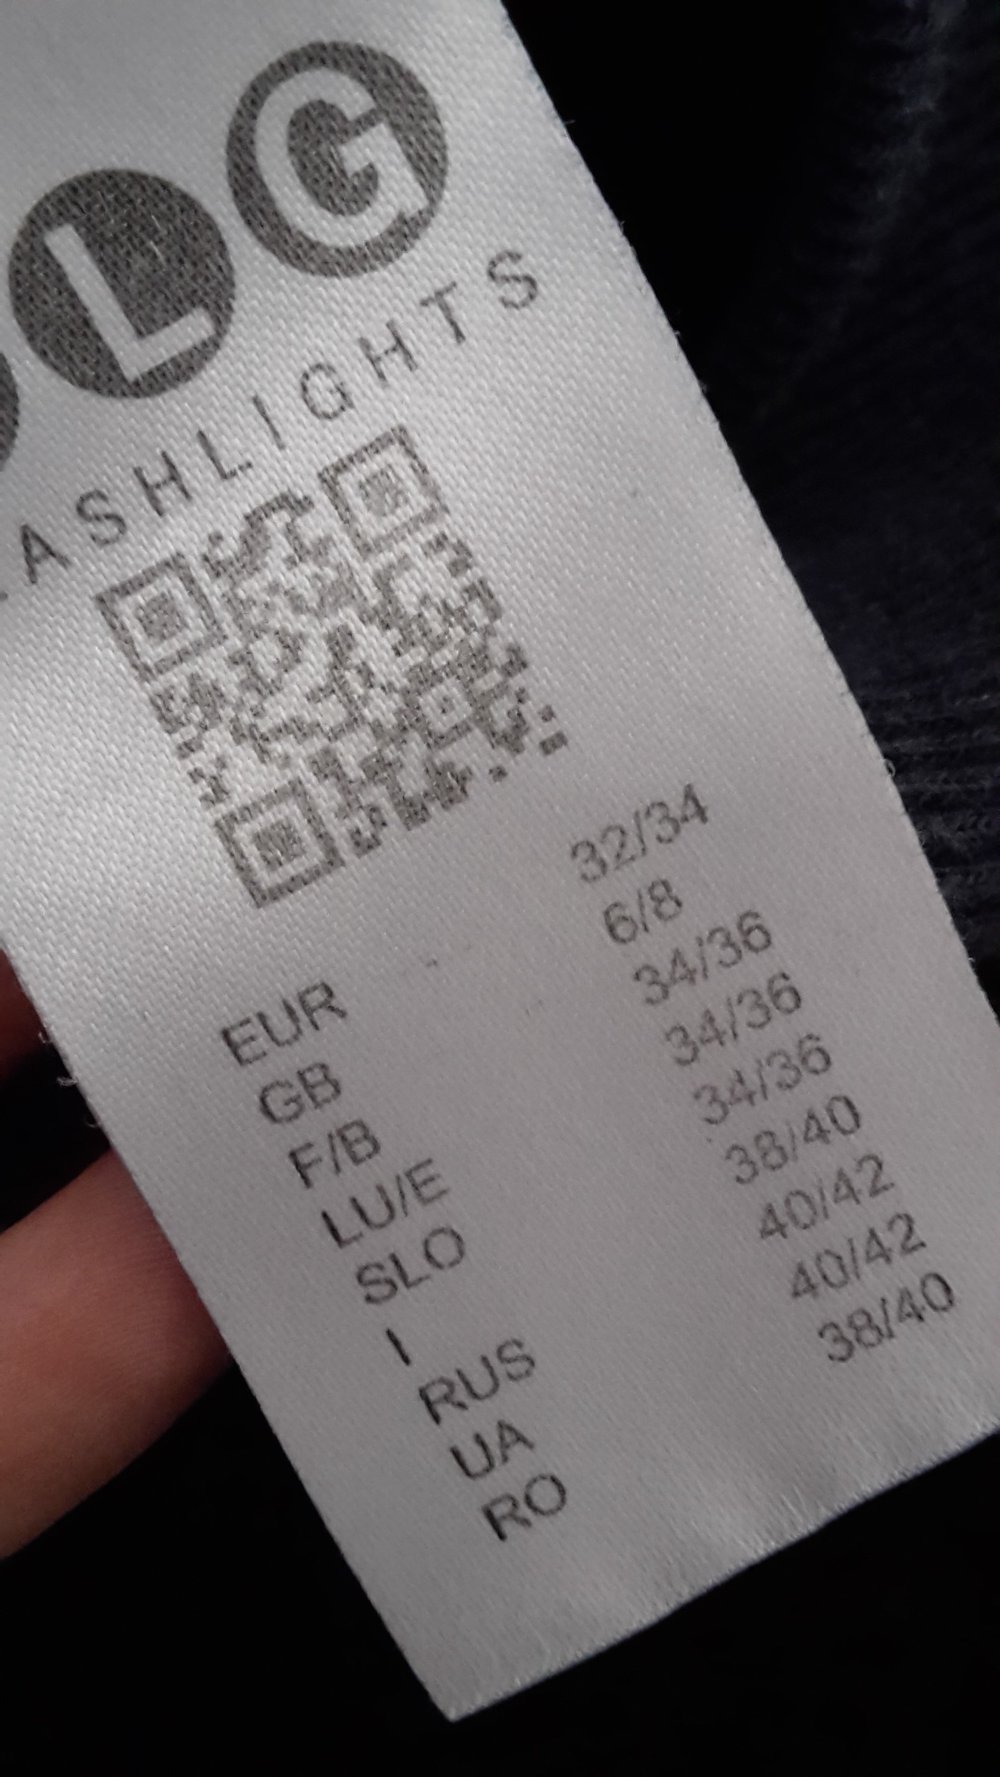 LG
ASHLIGHTS
EUR 32/34
GB 6/8
F/B 34/36
LU/E 34/36
SLO 34/36
I 38/40
RUS 40/42
UA 40/42
RO 38/40